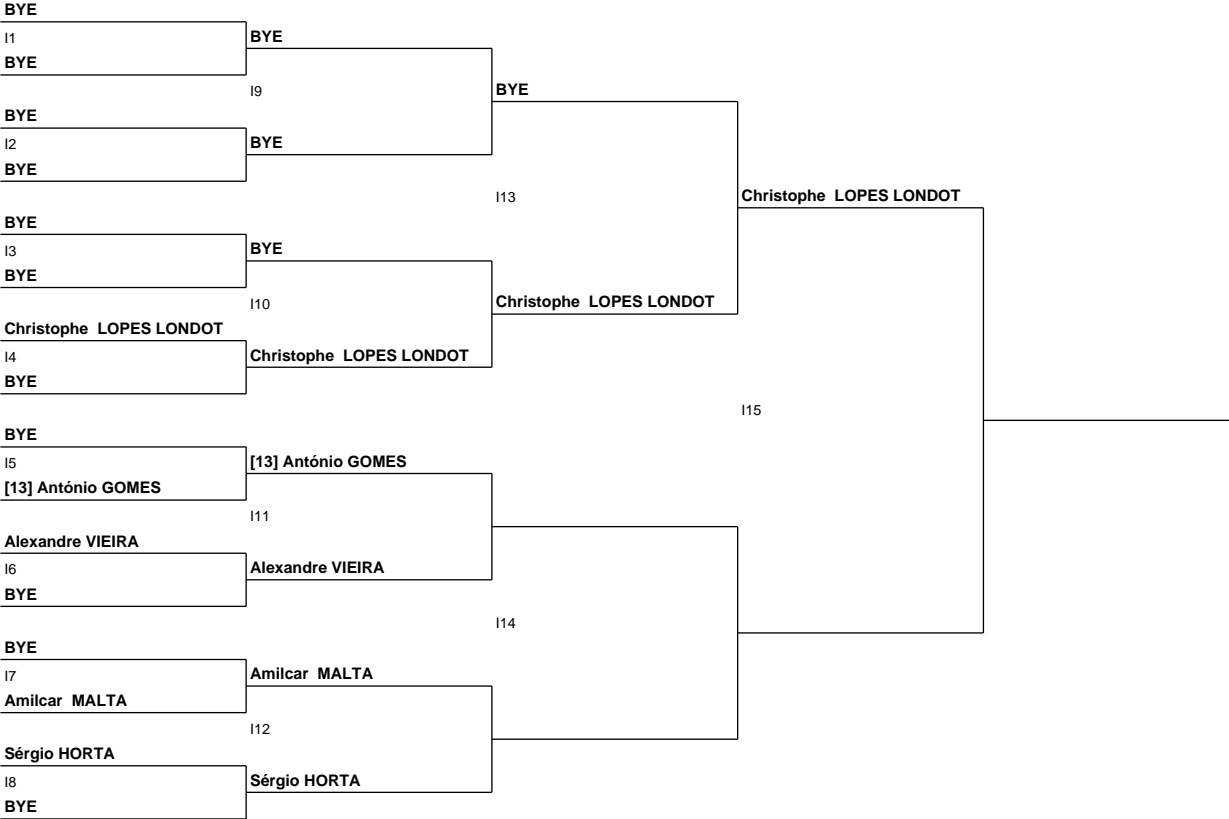 BYE
I1
BYE
BYE
I9
BYE
BYE
I2
BYE
BYE
I13
Christophe  LOPES LONDOT
BYE
I3
BYE
BYE
I10
Christophe  LOPES LONDOT
Christophe  LOPES LONDOT
I4
Christophe  LOPES LONDOT
BYE
I15
BYE
I5
[13] António GOMES
[13] António GOMES
I11
Alexandre VIEIRA
I6
Alexandre VIEIRA
BYE
I14
BYE
I7
Amilcar  MALTA
Amilcar  MALTA
I12
Sérgio HORTA
I8
Sérgio HORTA
BYE